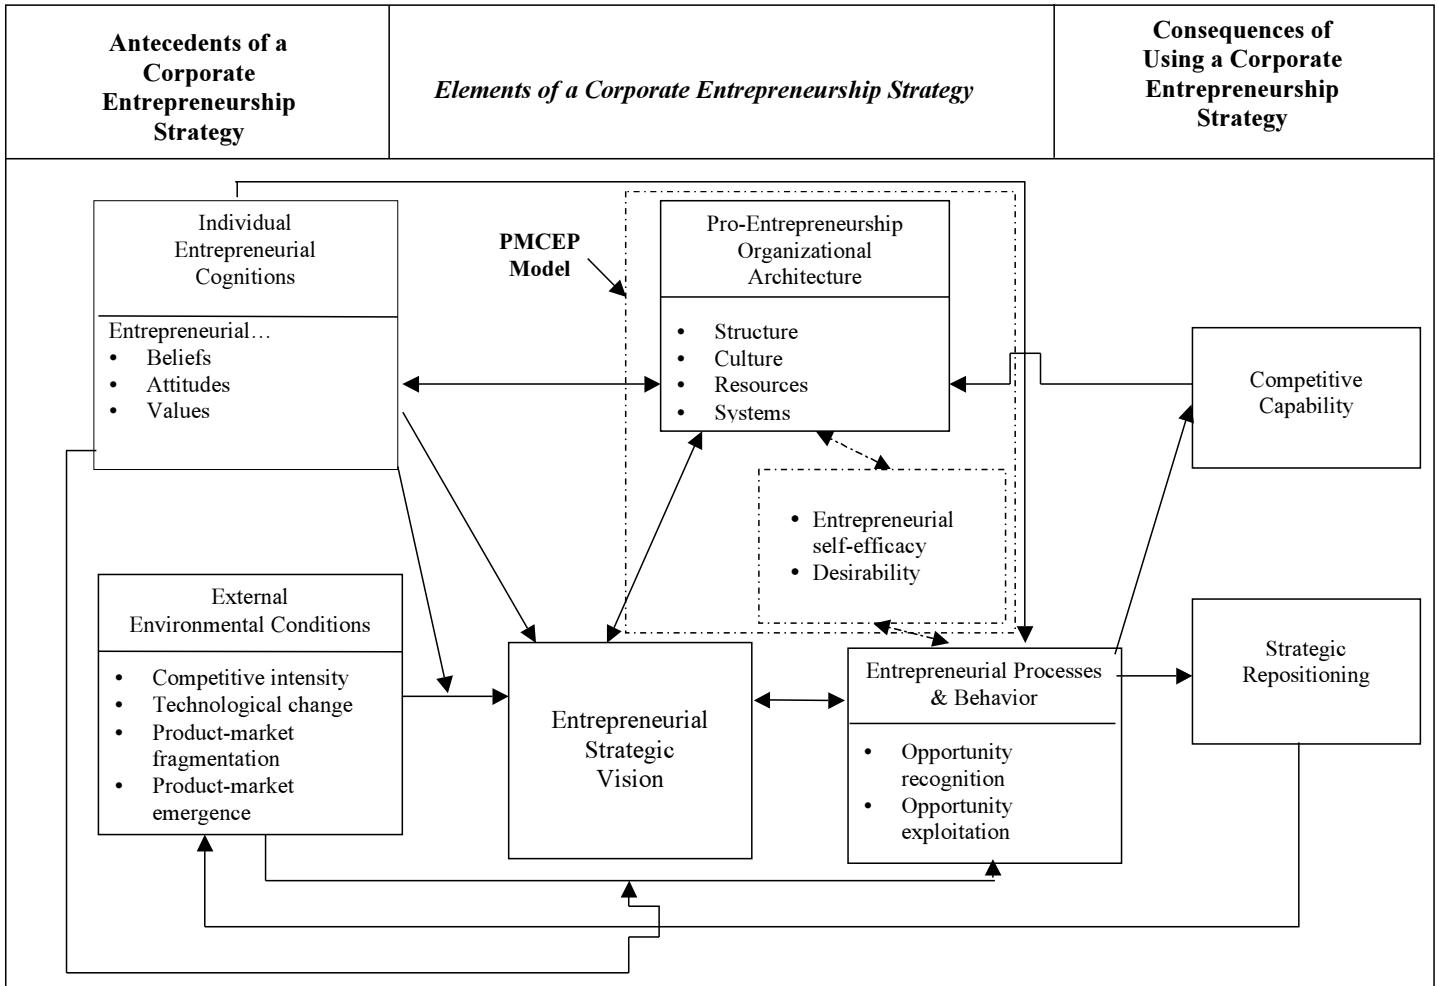 Antecedents of a
Corporate
Entrepreneurship
Strategy
Elements of a Corporate Entrepreneurship Strategy
Consequences of
Using a Corporate
Entrepreneurship
Strategy
Individual
Entrepreneurial
Cognitions
Entrepreneurial…
• Beliefs
• Attitudes
• Values
PMCEP
Model
Pro-Entrepreneurship
Organizational
Architecture
• Structure
• Culture
• Resources
• Systems
Competitive
Capability
• Entrepreneurial
self-efficacy
• Desirability
External
Environmental Conditions
• Competitive intensity
• Technological change
• Product-market
fragmentation
• Product-market
emergence
Entrepreneurial
Strategic
Vision
Entrepreneurial Processes
& Behavior
• Opportunity
recognition
• Opportunity
exploitation
Strategic
Repositioning